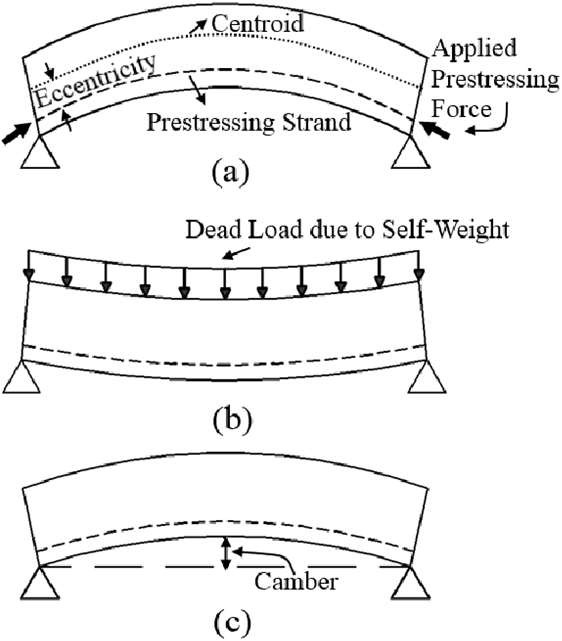 Centroid
Applied
Prestressing
Force
Eccentricity
Prestressing Strand
(a)
Dead Load due to Self-Weight
(b)
Camber
(c)